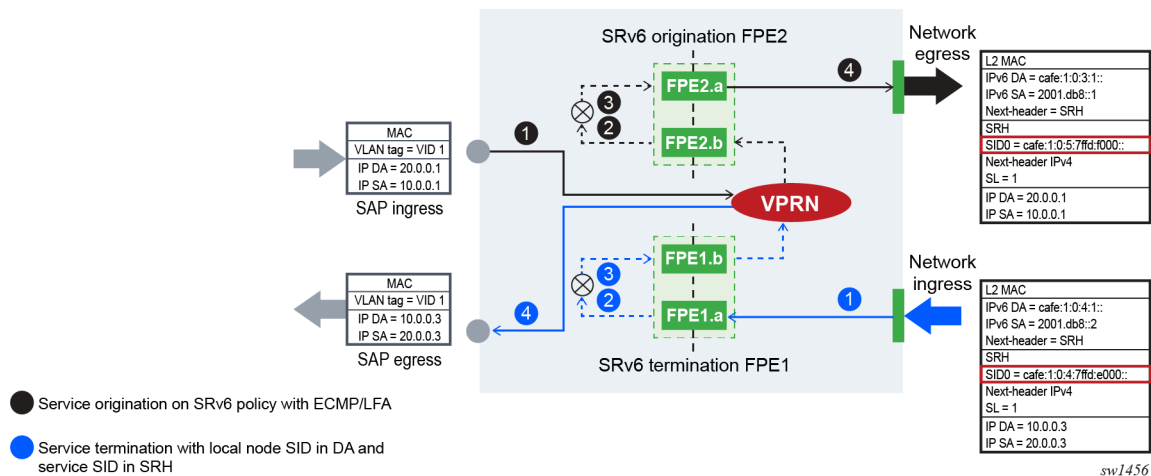 SRv6 origination FPE2
Network
egress
4
FPE2.a
3
2
FPE2.b
1
MAC
VLAN tag = VID 1
IP DA = 20.0.0.1
IP SA = 10.0.0.1
SAP ingress
L2 MAC
IPv6 DA = cafe:1:0:3:1::
IPv6 SA = 2001.db8::1
Next-header = SRH
SRH
SID0 = cafe:1:0:5:7ffd:f000::
Next-header IPv4
SL = 1
IP DA = 20.0.0.1
IP SA = 10.0.0.1
VPRN
FPE1.b
3
2
FPE1.a
1
4
SRv6 termination FPE1
MAC
VLAN tag = VID 1
IP DA = 10.0.0.3
IP SA = 20.0.0.3
SAP egress
Network
ingress
L2 MAC
IPv6 DA = cafe:1:0:4:1::
IPv6 SA = 2001.db8::2
Next-header = SRH
SRH
SID0 = cafe:1:0:4:7ffd:e000::
Next-header IPv4
SL = 1
IP DA = 10.0.0.3
IP SA = 20.0.0.3
Service origination on SRv6 policy with ECMP/LFA
Service termination with local node SID in DA and
service SID in SRH
sw1456